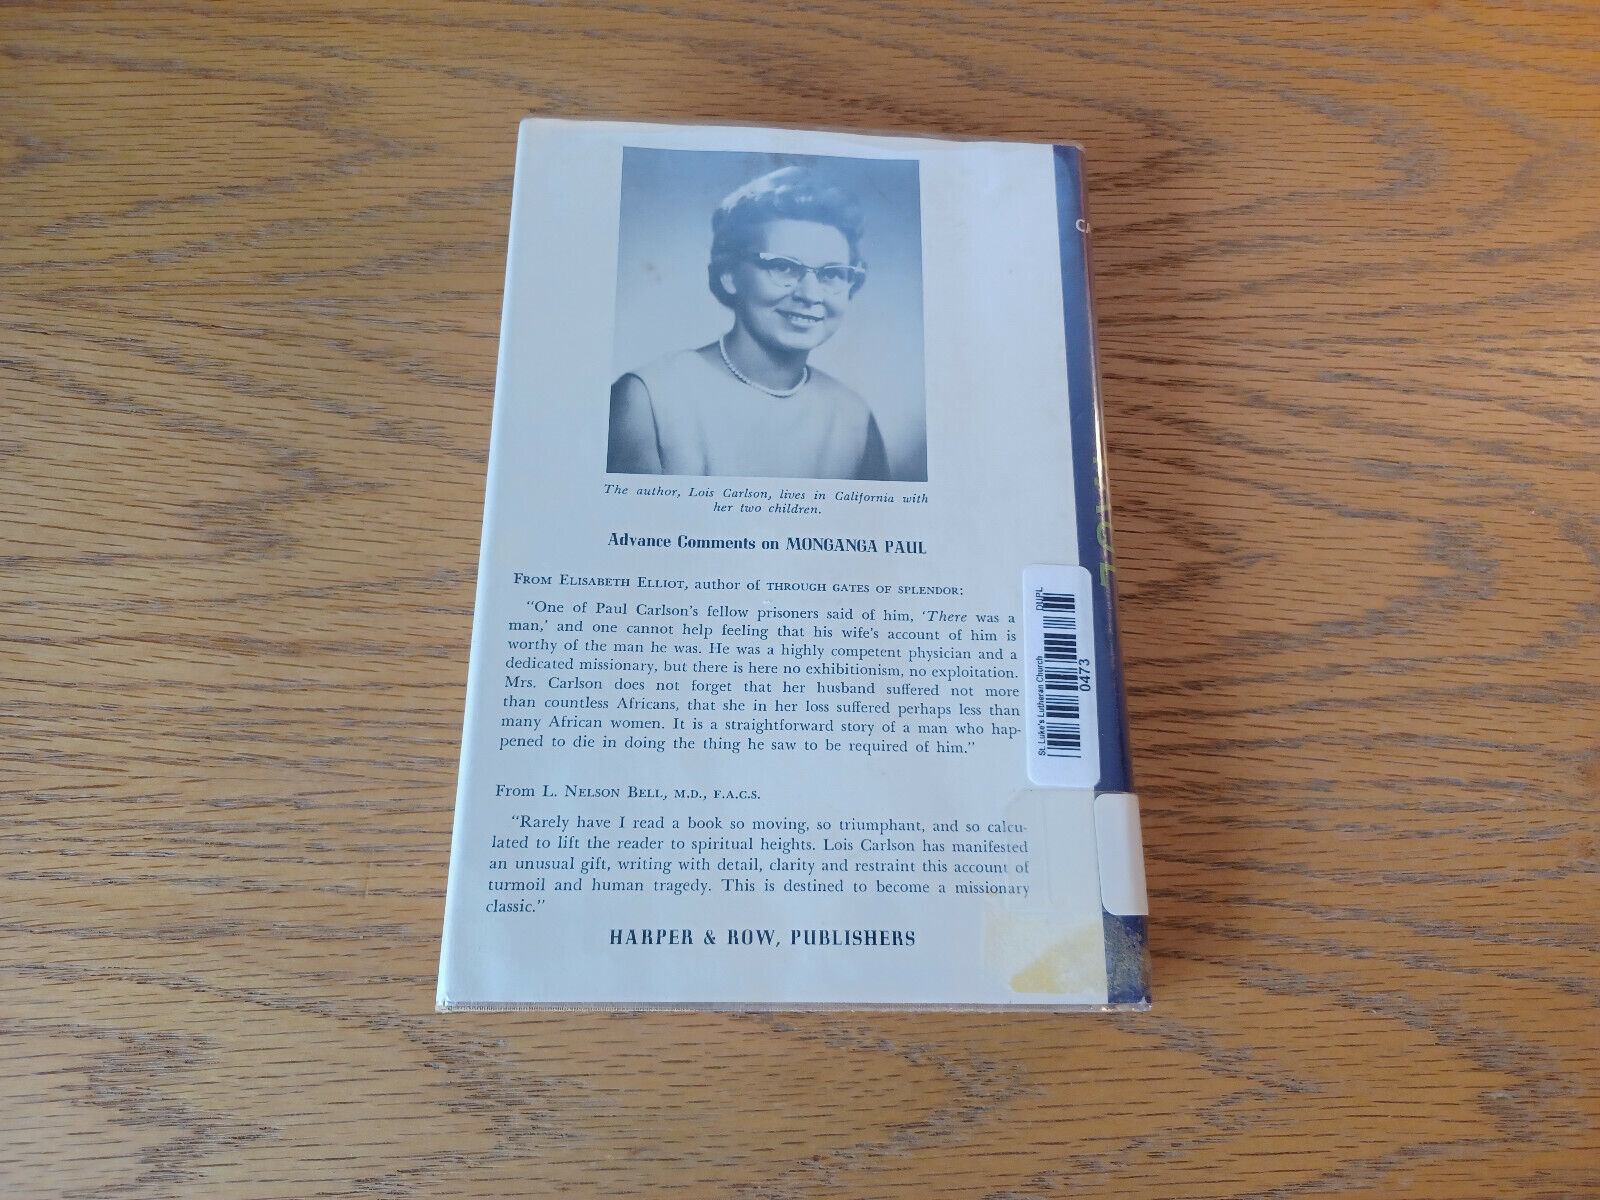 The author, Lois Carlson, lives in California with
her two children.
Advance Comments on MONGANGA PAUL
FROM ELISABETH ELLIOT, author of THROUGH GATES OF SPLENDOR:
"One of Paul Carlson's fellow prisoners said of him, 'There was a
man,' and one cannot help feeling that his wife's account of him is
worthy of the man he was. He was a highly competent physician and a
dedicated missionary, but there is here no exhibitionism, no exploitation.
Mrs. Carlson does not forget that her husband suffered not more
than countless Africans, that she in her loss suffered perhaps less than
many African women. It is a straightforward story of a man who hap-
pened to die in doing the thing he saw to be required of him."
From L. NELSON BELL, M.D., F.A.C.S.
"Rarely have I read a book so moving, so triumphant, and so calcu-
lated to lift the reader to spiritual heights. Lois Carlson has manifested
an unusual gift, writing with detail, clarity and restraint this account of
turmoil and human tragedy. This is destined to become a missionary
classic."
HARPER & ROW, PUBLISHERS
St. Luke's Lutheran Church DUPL
0473